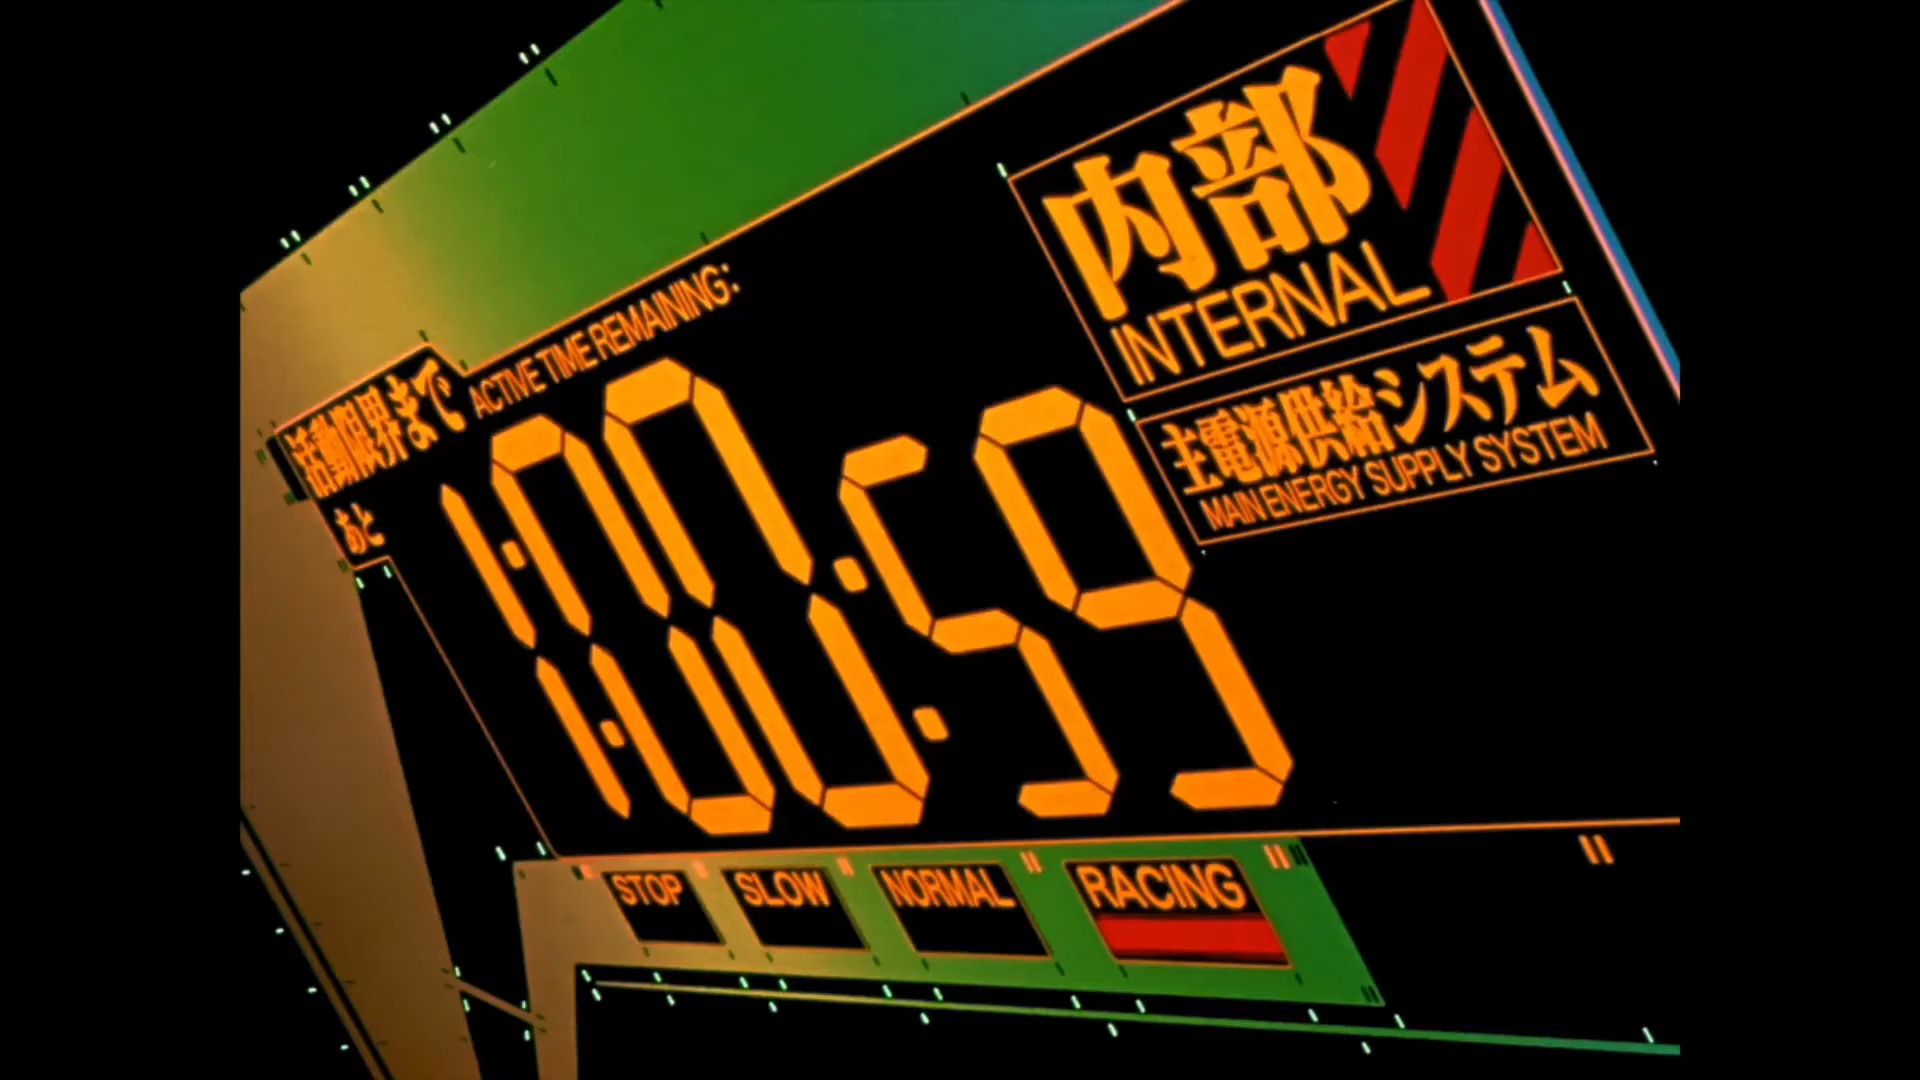 内部
INTERNAL
主電源供給システム
MAIN ENERGY SUPPLY SYSTEM
活動限界まで
ACTIVE TIME REMAINING:
あと
1:00:59
STOP
SLOW
NORMAL
RACING